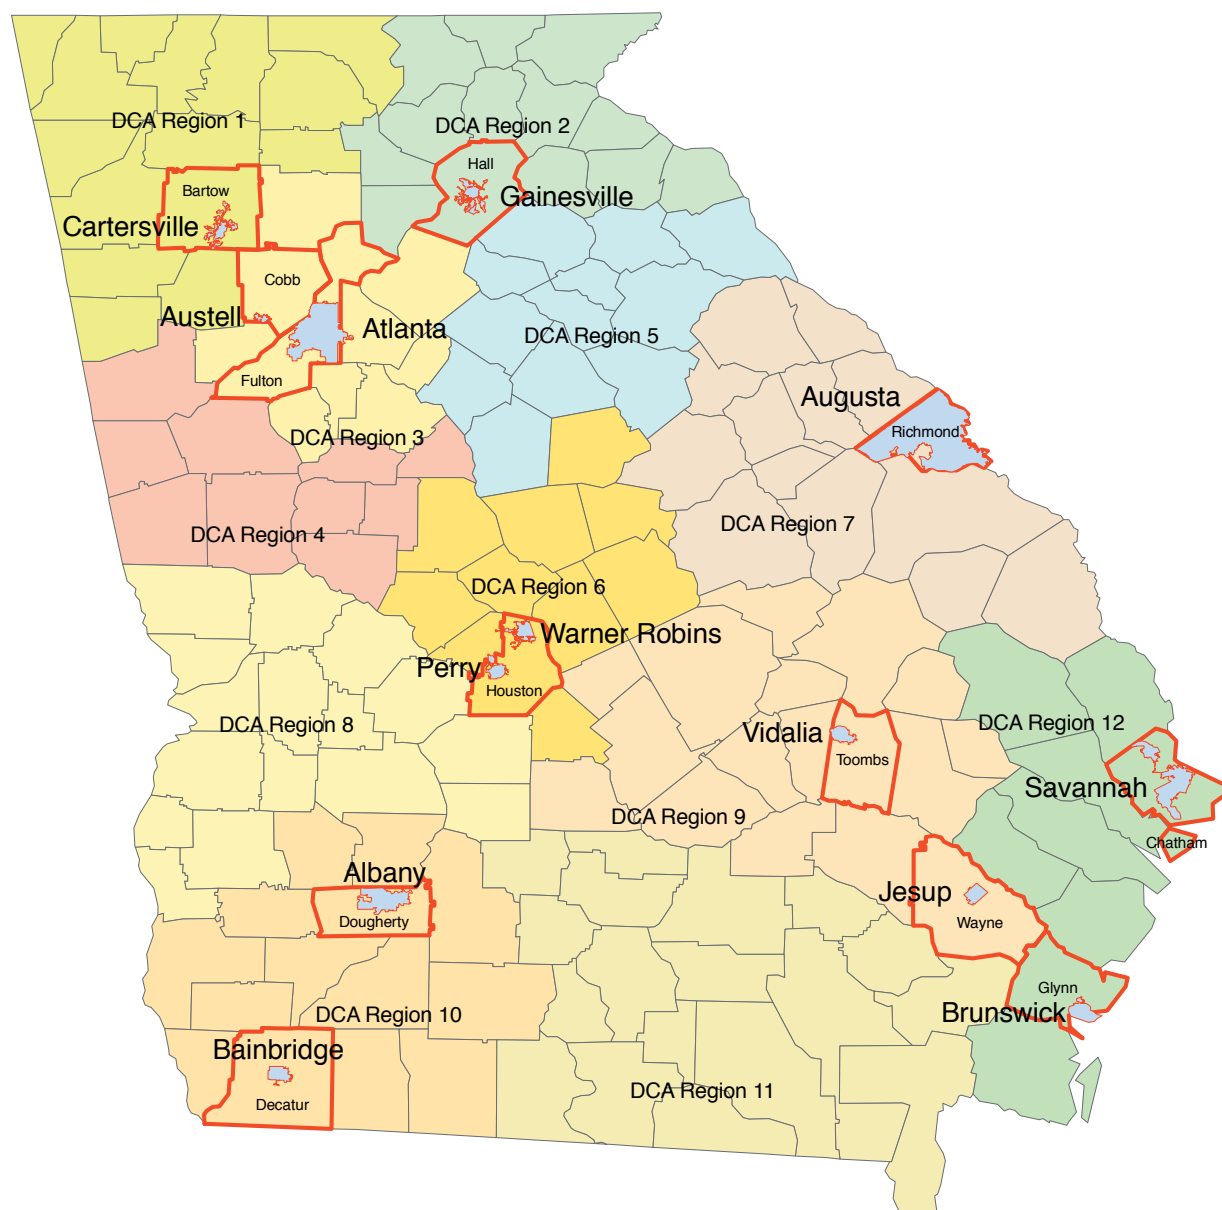 DCA Region 1
DCA Region 2
Hall
Bartow
Gainesville
Cartersville
Cobb
Austell
Atlanta
DCA Region 5
Fulton
Augusta
Richmond
DCA Region 3
DCA Region 7
DCA Region 4
DCA Region 6
Warner Robins
Perry
Houston
DCA Region 8
DCA Region 12
Vidalia
Toombs
Savannah
DCA Region 9
Chatham
Albany
Jesup
Dougherty
Wayne
Glynn
Brunswick
DCA Region 10
Bainbridge
DCA Region 11
Decatur